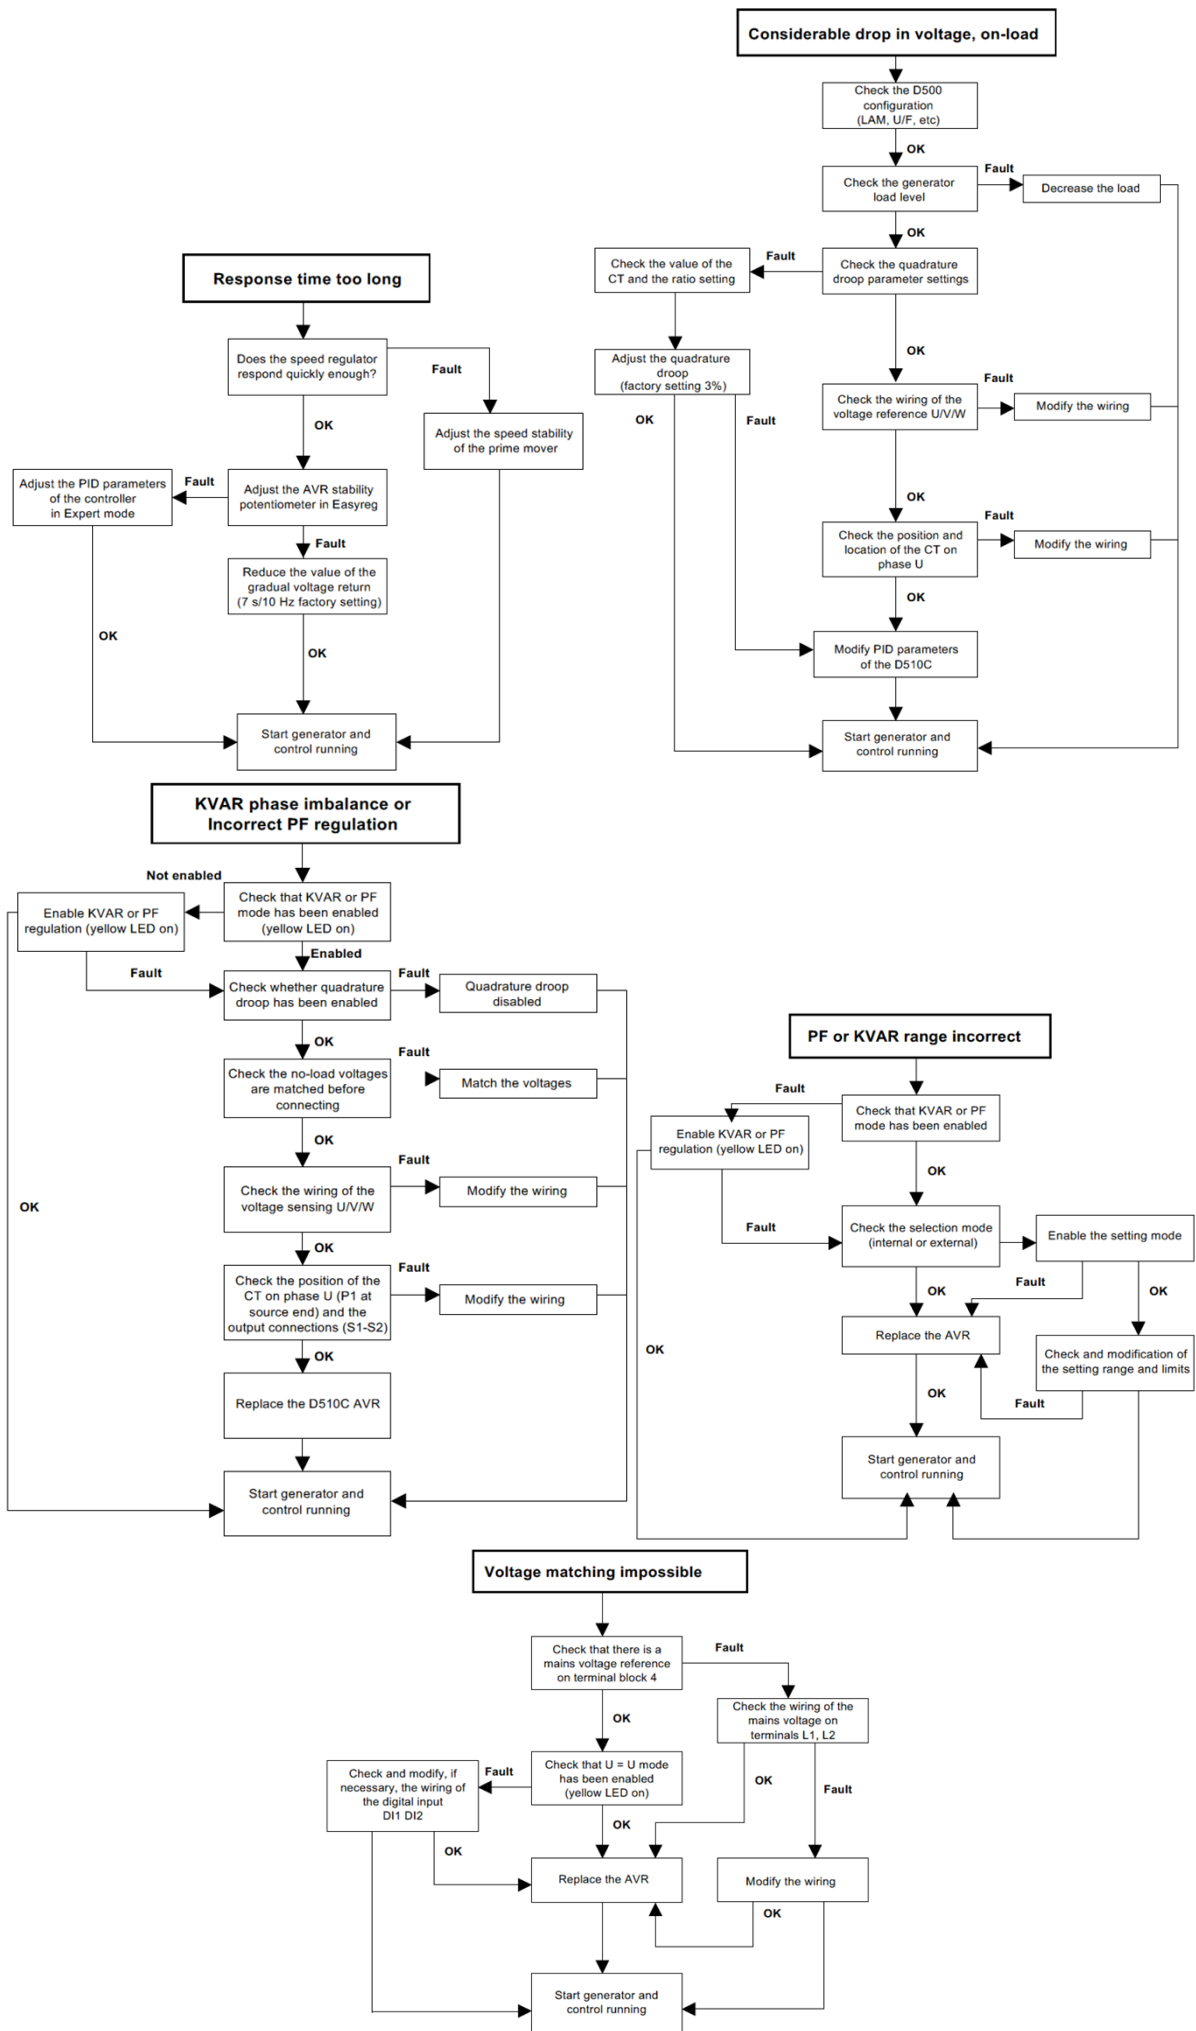 Considerable drop in voltage, on-load
Check the D500
configuration
(LAM, U/F, etc)
OK
Check the generator
load level
Fault
Decrease the load
OK
Check the quadrature
droop parameter settings
Fault
Check the value of the
CT and the ratio setting
Adjust the quadrature
droop
(factory setting 3%)
OK
Fault
OK
Check the wiring of the
voltage reference U/V/W
Fault
Modify the wiring
OK
Check the position and
location of the CT on
phase U
Fault
Modify the wiring
OK
Modify PID parameters
of the D510C
Start generator and
control running
Response time too long
Does the speed regulator
respond quickly enough?
Fault
OK
Adjust the speed stability
of the prime mover
Adjust the PID parameters
of the controller
in Expert mode
Fault
Adjust the AVR stability
potentiometer in Easyreg
Fault
Reduce the value of the
gradual voltage return
(7 s/10 Hz factory setting)
OK
OK
Start generator and
control running
KVAR phase imbalance or
Incorrect PF regulation
Not enabled
Enable KVAR or PF
regulation (yellow LED on)
Check that KVAR or PF
mode has been enabled
(yellow LED on)
Enabled
Fault
Check whether quadrature
droop has been enabled
Fault
Quadrature droop
disabled
OK
Check the no-load voltages
are matched before
connecting
Fault
Match the voltages
OK
Check the wiring of the
voltage sensing U/V/W
Fault
Modify the wiring
OK
OK
Check the position of the
CT on phase U (P1 at
source end) and the
output connections (S1-S2)
Fault
Modify the wiring
OK
Replace the D510C AVR
Start generator and
control running
PF or KVAR range incorrect
Fault
Check that KVAR or PF
mode has been enabled
Enable KVAR or PF
regulation (yellow LED on)
OK
Fault
Check the selection mode
(internal or external)
Enable the setting mode
Fault
OK
OK
Replace the AVR
Check and modification of
the setting range and limits
OK
OK
Fault
Start generator and
control running
Voltage matching impossible
Check that there is a
mains voltage reference
on terminal block 4
Fault
Check the wiring of the
mains voltage on
terminals L1, L2
OK
Check that U = U mode
has been enabled
(yellow LED on)
Fault
Check and modify, if
necessary, the wiring of
the digital input
DI1 DI2
OK
Fault
OK
OK
Replace the AVR
Modify the wiring
OK
Start generator and
control running